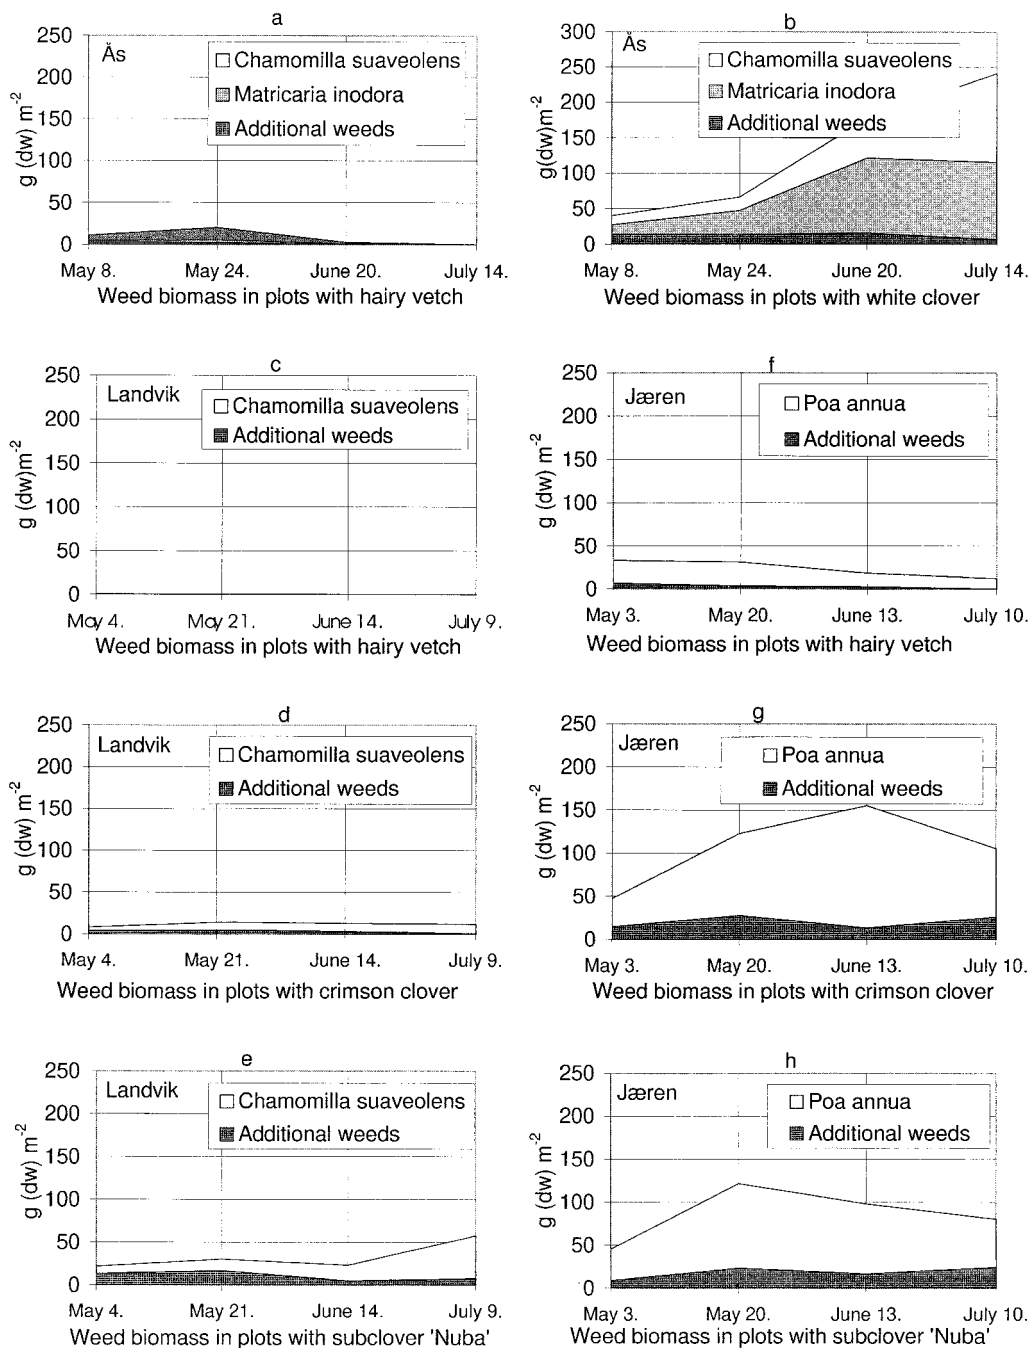 a
250
200
150
100
50
0
g (dw) m-2
Ås
Chamomilla suaveolens
Matricaria inodora
Additional weeds
May 8. May 24. June 20. July 14.
Weed biomass in plots with hairy vetch
b
300
250
200
150
100
50
0
g(dw)m-2
Ås
Chamomilla suaveolens
Matricaria inodora
Additional weeds
May 8. May 24. June 20. July 14.
Weed biomass in plots with white clover
c
250
200
150
100
50
0
g (dw)m-2
Landvik
Chamomilla suaveolens
Additional weeds
May 4. May 21. June 14. July 9.
Weed biomass in plots with hairy vetch
f
250
200
150
100
50
0
g (dw) m-2
Jæren
Poa annua
Additional weeds
May 3. May 20. June 13. July 10.
Weed biomass in plots with hairy vetch
d
250
200
150
100
50
0
g (dw) m-2
Landvik
Chamomilla suaveolens
Additional weeds
May 4. May 21. June 14. July 9.
Weed biomass in plots with crimson clover
g
250
200
150
100
50
0
g (dw) m-2
Jæren
Poa annua
Additional weeds
May 3. May 20. June 13. July 10.
Weed biomass in plots with crimson clover
e
250
200
150
100
50
0
g (dw) m-2
Landvik
Chamomilla suaveolens
Additional weeds
May 4. May 21. June 14. July 9.
Weed biomass in plots with subclover 'Nuba'
h
250
200
150
100
50
0
g (dw) m-2
Jæren
Poa annua
Additional weeds
May 3. May 20. June 13. July 10.
Weed biomass in plots with subclover 'Nuba'